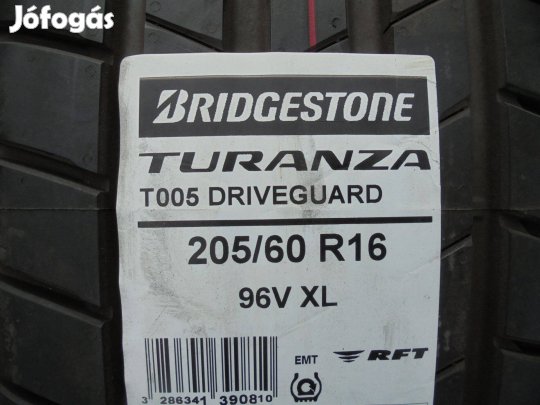 Jófogás
BRIDGESTONE
TURANZA
T005 DRIVEGUARD
205/60 R16
96V XL
EMT RFT
3 286341 390810